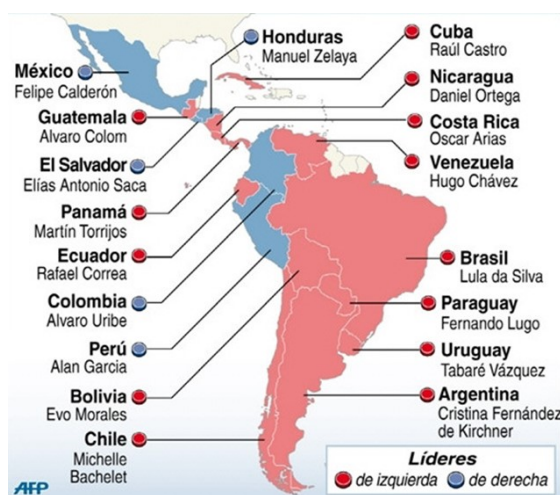 Honduras
Manuel Zelaya
Cuba
Raúl Castro
México
Felipe Calderón
Nicaragua
Daniel Ortega
Guatemala
Alvaro Colom
Costa Rica
Oscar Arias
El Salvador
Elías Antonio Saca
Venezuela
Hugo Chávez
Panamá
Martín Torrijos
Ecuador
Rafael Correa
Brasil
Lula da Silva
Colombia
Alvaro Uribe
Paraguay
Fernando Lugo
Perú
Alan Garcia
Uruguay
Tabaré Vázquez
Bolivia
Evo Morales
Argentina
Cristina Fernández
de Kirchner
Chile
Michelle
Bachelet
Líderes
de izquierda de derecha
AFP